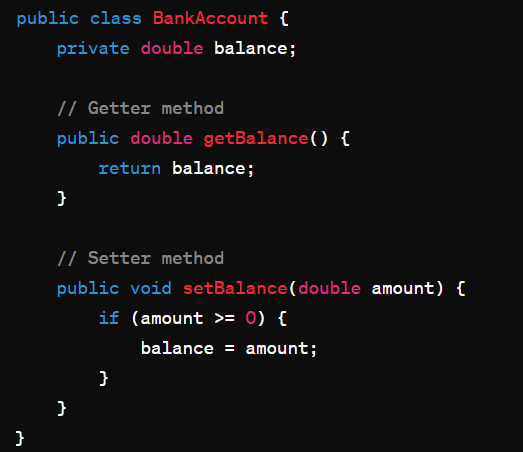 public class BankAccount {
    private double balance;

    // Getter method
    public double getBalance() {
        return balance;
    }

    // Setter method
    public void setBalance(double amount) {
        if (amount >= 0) {
            balance = amount;
        }
    }
}